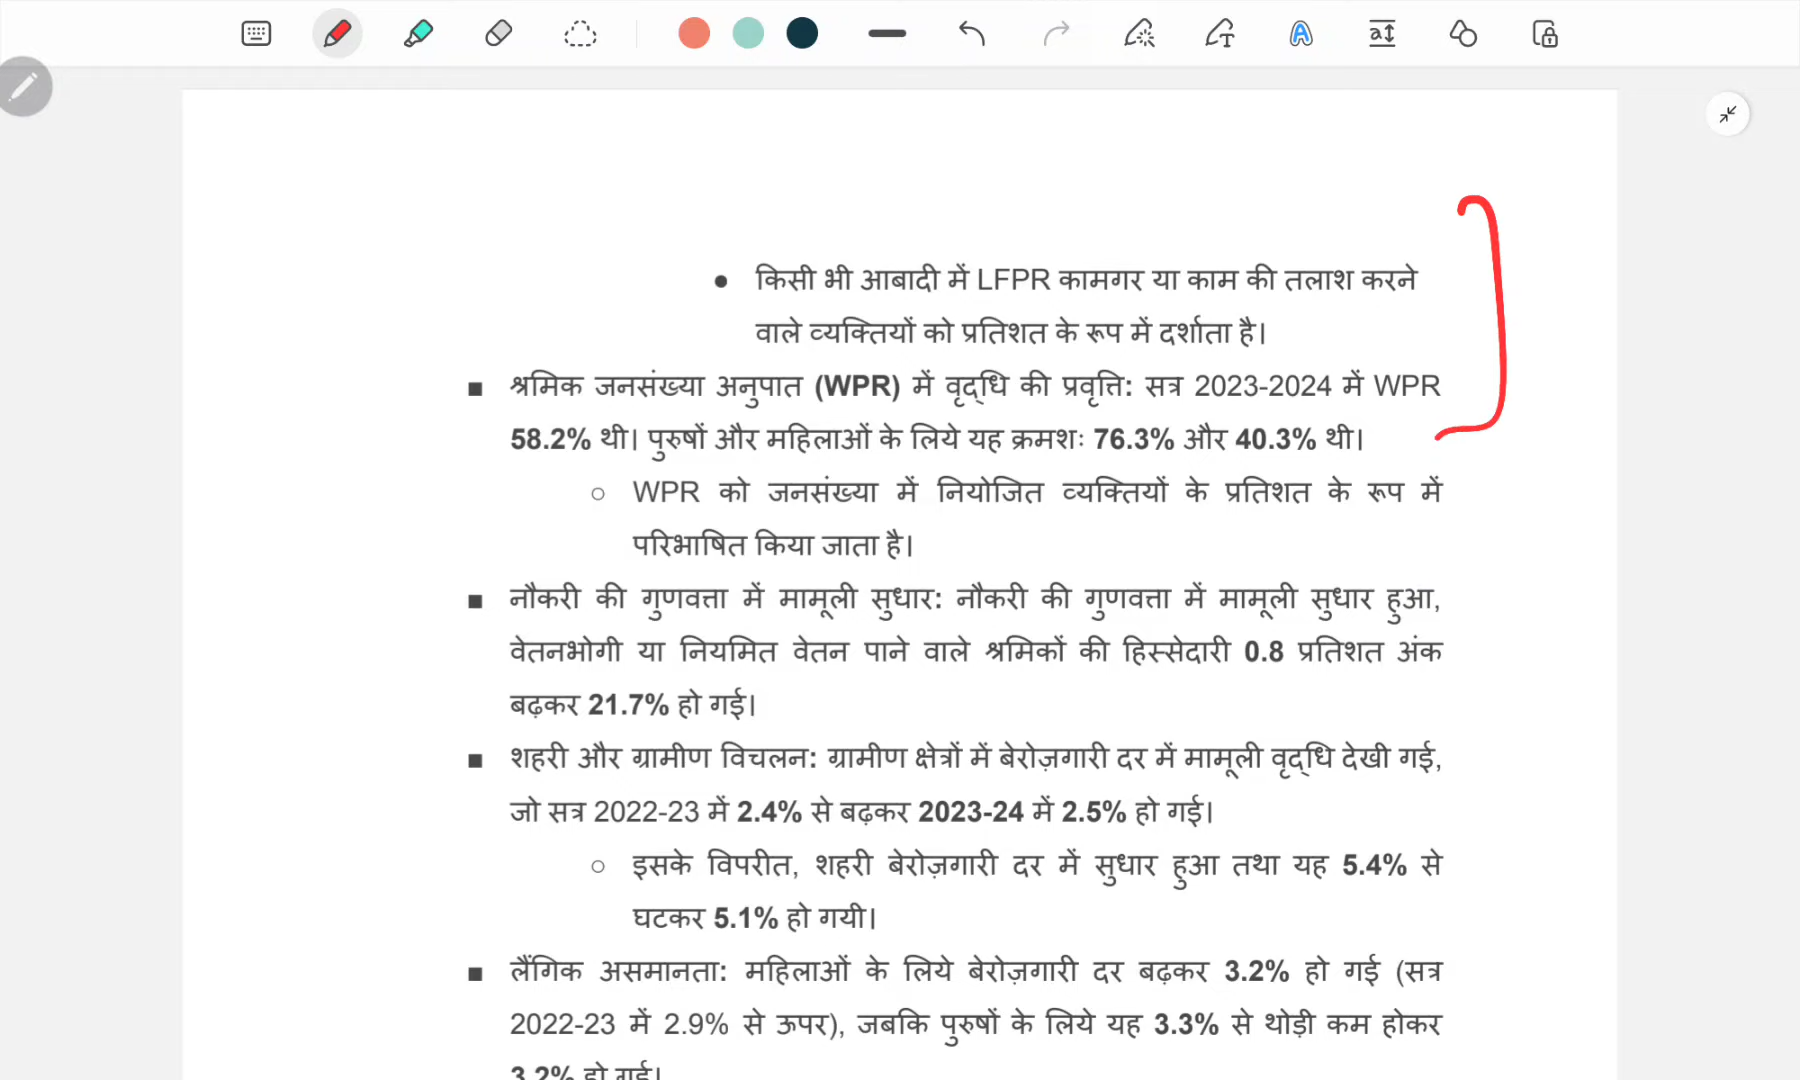 ● किसी भी आबादी में LFPR कामगर या काम की तलाश करने
वाले व्यक्तियों को प्रतिशत के रूप में दर्शाता है।
■ श्रमिक जनसंख्या अनुपात (WPR) में वृद्धि की प्रवृत्ति: सत्र 2023-2024 में WPR
58.2% थी। पुरुषों और महिलाओं के लिये यह क्रमशः 76.3% और 40.3% थी।
○ WPR को जनसंख्या में नियोजित व्यक्तियों के प्रतिशत के रूप में
परिभाषित किया जाता है।
■ नौकरी की गुणवत्ता में मामूली सुधार: नौकरी की गुणवत्ता में मामूली सुधार हुआ,
वेतनभोगी या नियमित वेतन पाने वाले श्रमिकों की हिस्सेदारी 0.8 प्रतिशत अंक
बढ़कर 21.7% हो गई।
■ शहरी और ग्रामीण विचलन: ग्रामीण क्षेत्रों में बेरोज़गारी दर में मामूली वृद्धि देखी गई,
जो सत्र 2022-23 में 2.4% से बढ़कर 2023-24 में 2.5% हो गई।
○ इसके विपरीत, शहरी बेरोज़गारी दर में सुधार हुआ तथा यह 5.4% से
घटकर 5.1% हो गयी।
■ लैंगिक असमानता: महिलाओं के लिये बेरोज़गारी दर बढ़कर 3.2% हो गई (सत्र
2022-23 में 2.9% से ऊपर), जबकि पुरुषों के लिये यह 3.3% से थोड़ी कम होकर
3.2% हो गई।